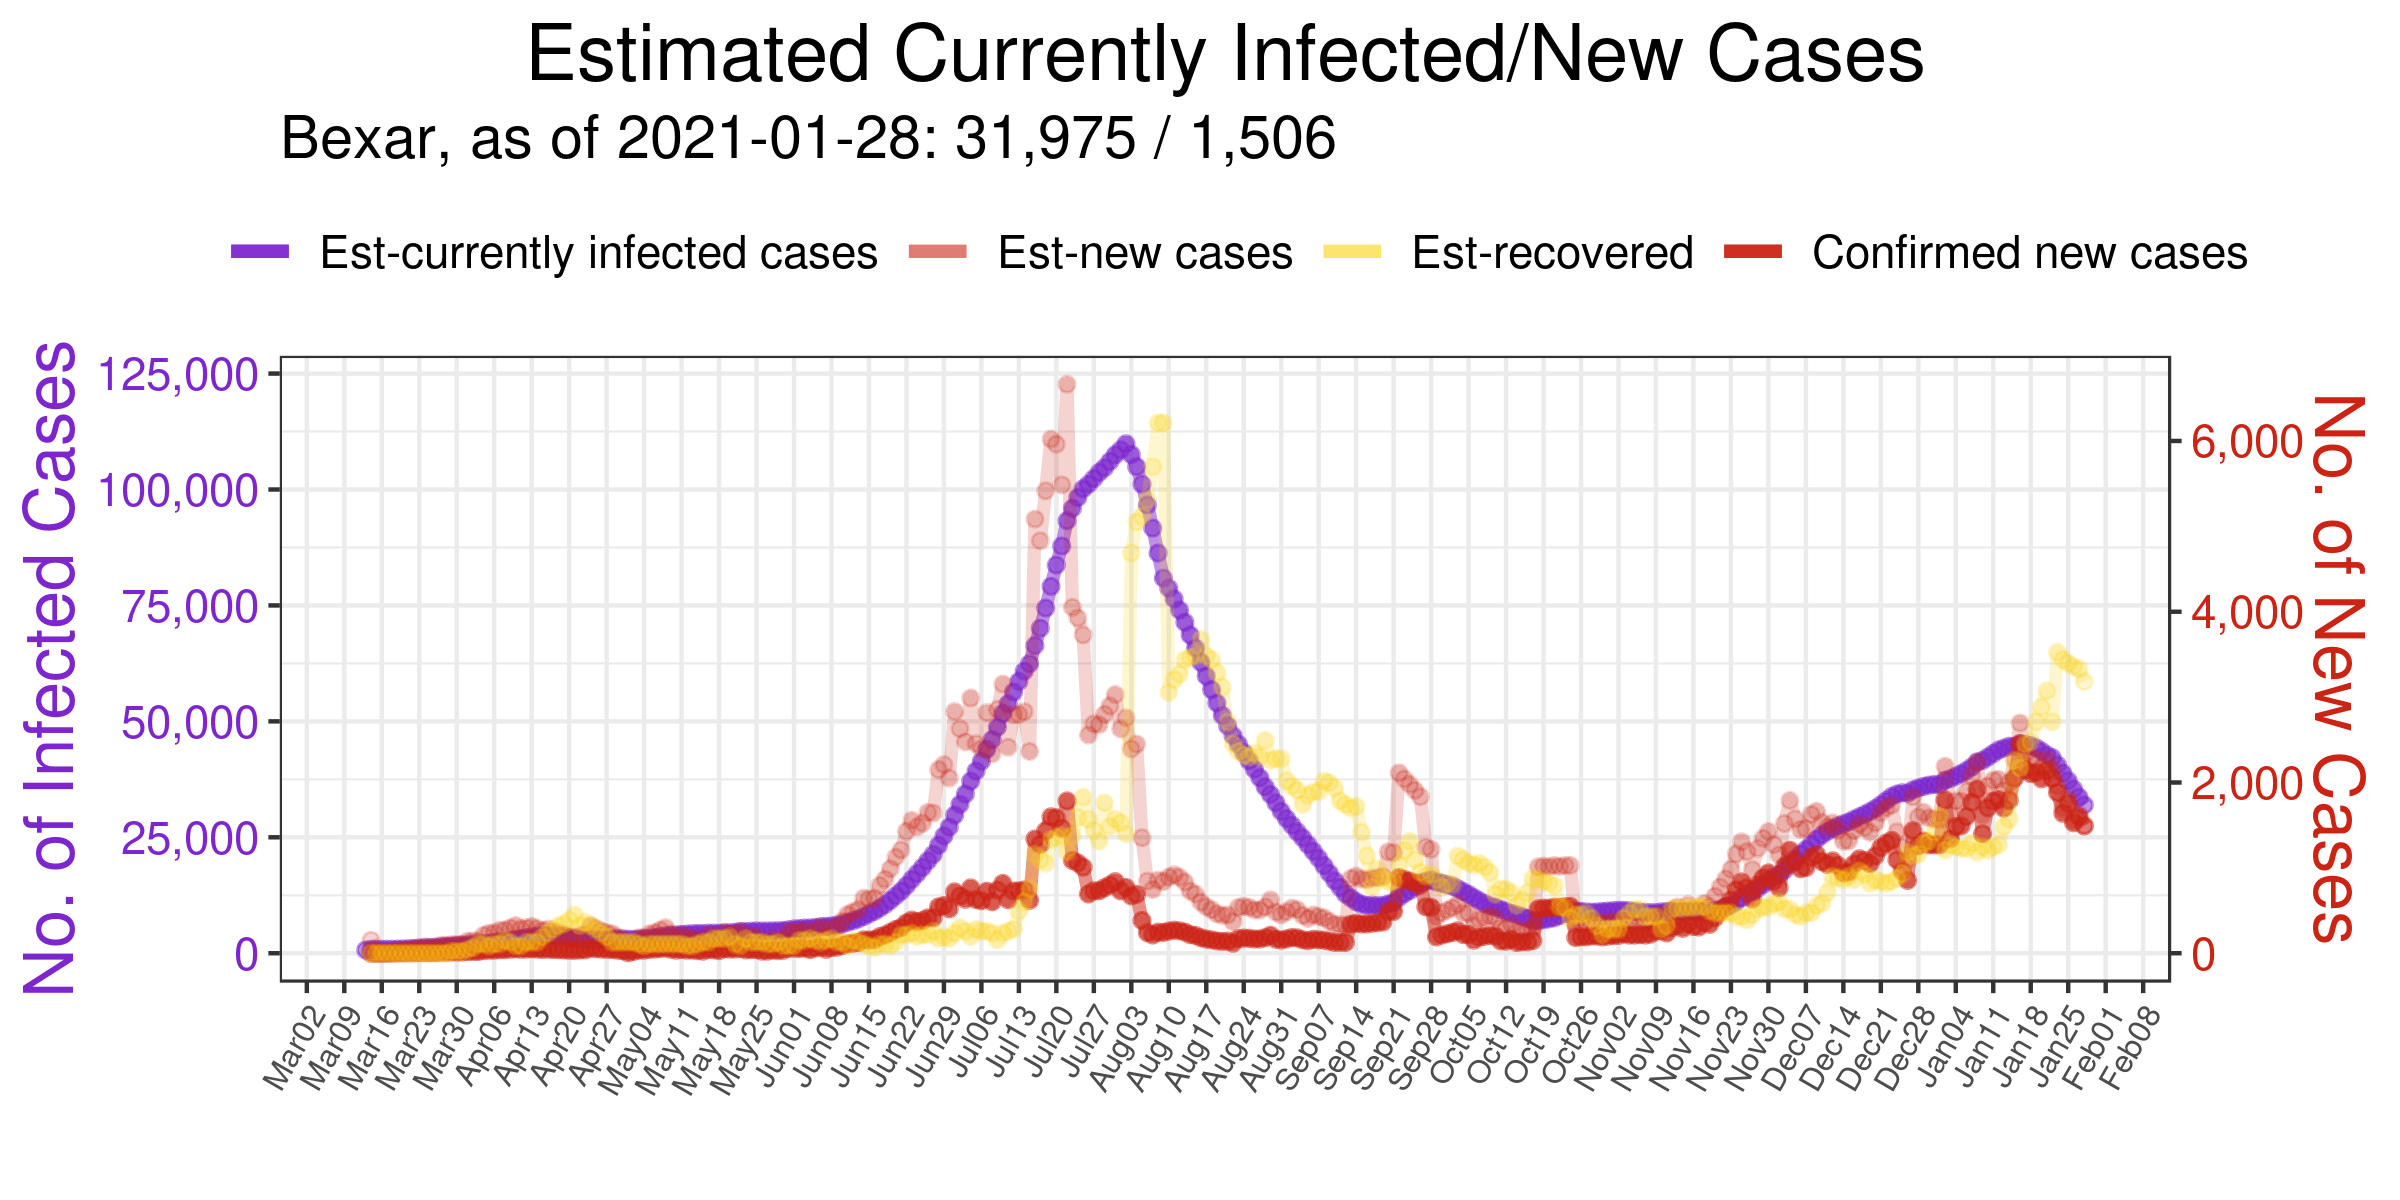 Estimated Currently Infected/New Cases
Bexar, as of 2021-01-28: 31,975 / 1,506
Est-currently infected cases Est-new cases Est-recovered Confirmed new cases
No. of Infected Cases
125,000
100,000
75,000
50,000
25,000
0
6,000
4,000
2,000
0
No. of New Cases
Mar02 Mar09 Mar16 Mar23 Mar30 Apr06 Apr13 Apr20 Apr27 May04 May11 May18 May25 Jun01 Jun08 Jun15 Jun22 Jun29 Jul06 Jul13 Jul20 Jul27 Aug03 Aug10 Aug17 Aug24 Aug31 Sep07 Sep14 Sep21 Sep28 Oct05 Oct12 Oct19 Oct26 Nov02 Nov09 Nov16 Nov23 Nov30 Dec07 Dec14 Dec21 Dec28 Jan04 Jan11 Jan18 Jan25 Feb01 Feb08